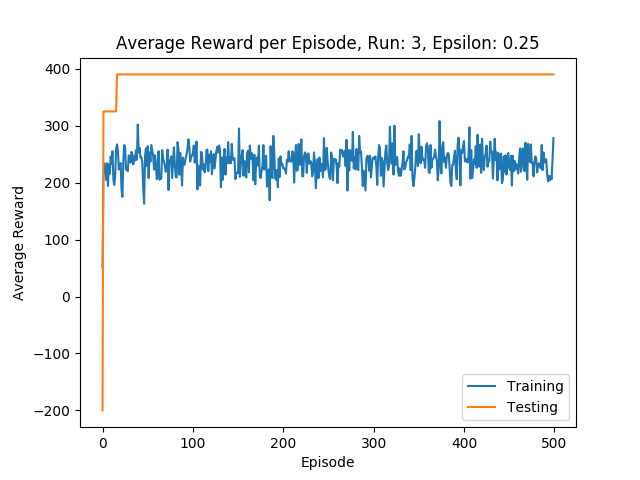 Average Reward per Episode, Run: 3, Epsilon: 0.25
400
300
200
100
0
−100
−200
Average Reward
0
100
200
300
400
500
Episode
Training
Testing